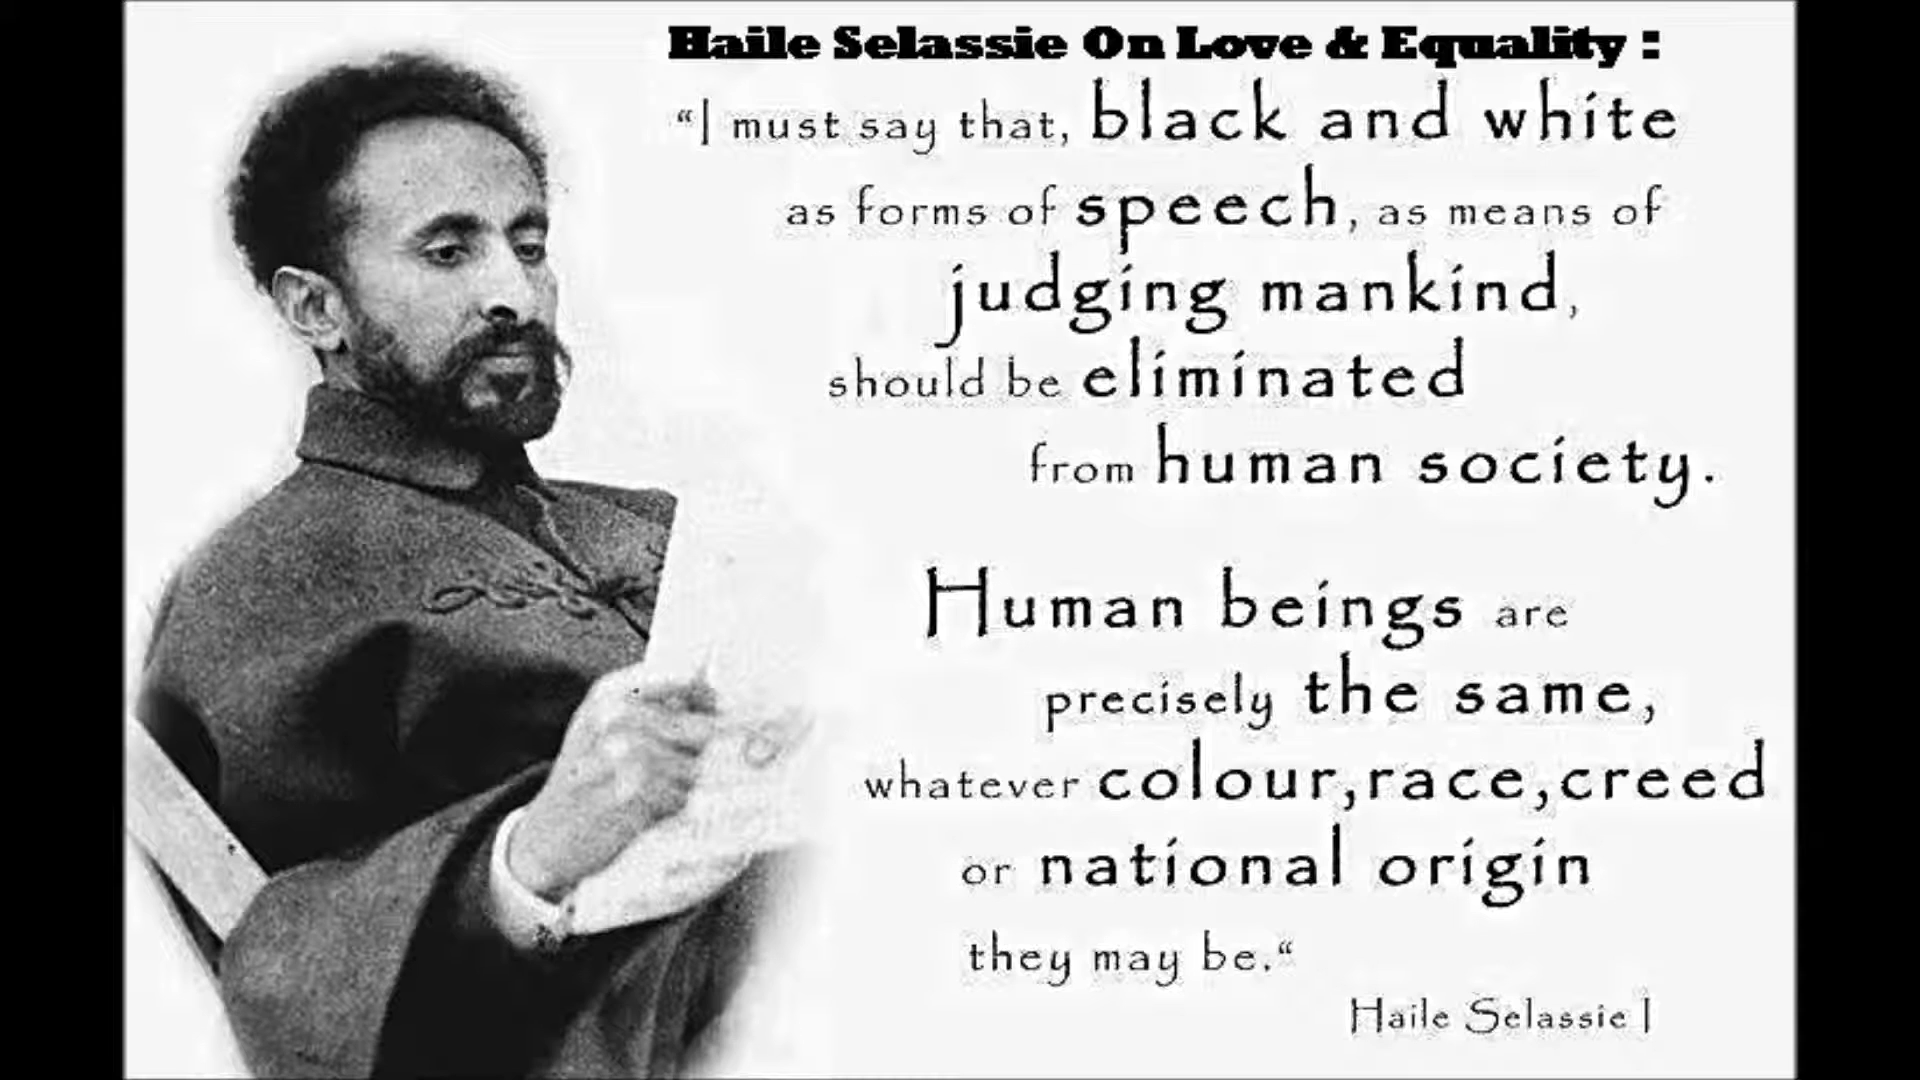 Haile Selassie On Love & Equality :
“I must say that, black and white
as forms of speech, as means of
judging mankind,
should be eliminated
from human society.
Human beings are
precisely the same,
whatever colour,race,creed
or national origin
they may be.“
Haile Selassie I